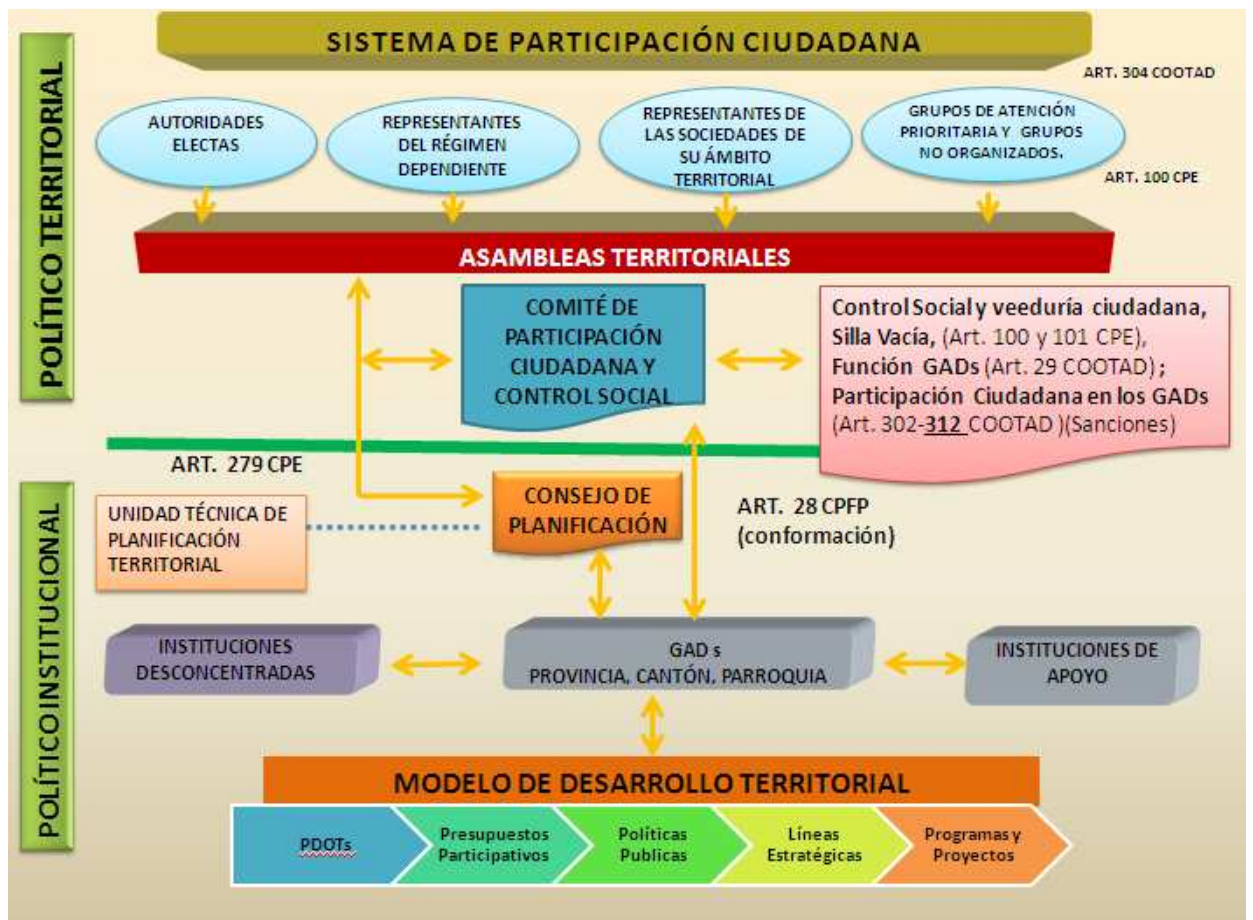 SISTEMA DE PARTICIPACIÓN CIUDADANA
ART. 304 COOTAD
POLÍTICO TERRITORIAL
AUTORIDADES
ELECTAS
REPRESENTANTES
DEL RÉGIMEN
DEPENDIENTE
REPRESENTANTES DE
LAS SOCIEDADES DE
SU ÁMBITO
TERRITORIAL
GRUPOS DE ATENCIÓN
PRIORITARIA Y GRUPOS
NO ORGANIZADOS.
ART. 100 CPE
ASAMBLEAS TERRITORIALES
COMITÉ DE
PARTICIPACIÓN
CIUDADANA Y
CONTROL SOCIAL
Control Social y veeduría ciudadana,
Silla Vacía, (Art. 100 y 101 CPE),
Función GADs (Art. 29 COOTAD) ;
Participación Ciudadana en los GADs
(Art. 302-312 COOTAD )(Sanciones)
ART. 279 CPE
POLÍTICO INSTITUCIONAL
UNIDAD TÉCNICA DE
PLANIFICACIÓN
TERRITORIAL
CONSEJO DE
PLANIFICACIÓN
ART. 28 CPFP
(conformación)
INSTITUCIONES
DESCONCENTRADAS
GAD s
PROVINCIA, CANTÓN, PARROQUIA
INSTITUCIONES DE
APOYO
MODELO DE DESARROLLO TERRITORIAL
PDOTs
Presupuestos
Participativos
Políticas
Publicas
Líneas
Estratégicas
Programas y
Proyectos